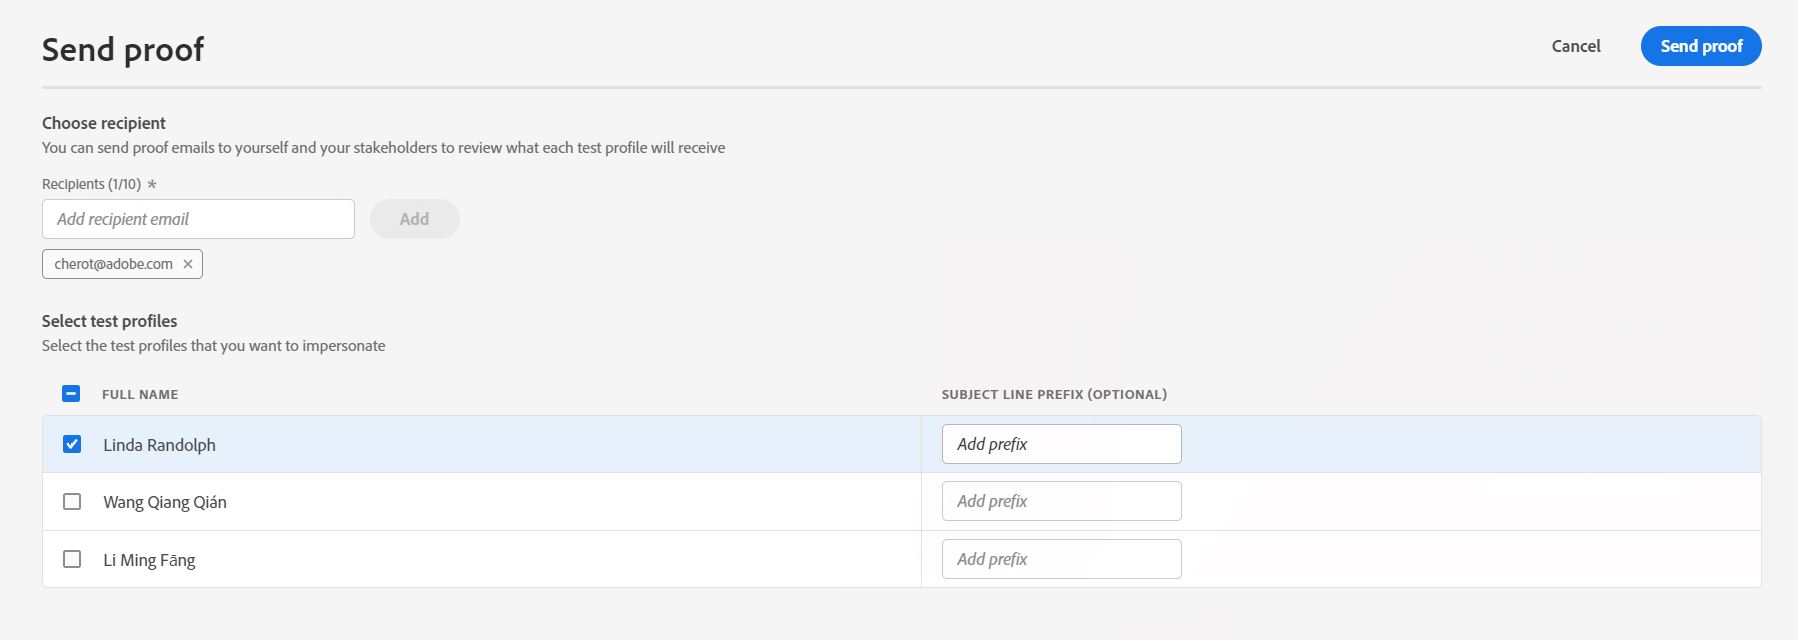 Send proof
Cancel
Send proof
Choose recipient
You can send proof emails to yourself and your stakeholders to review what each test profile will receive
Recipients (1/10) *
Add recipient email
Add
cherot@adobe.com
Select test profiles
Select the test profiles that you want to impersonate
FULL NAME
SUBJECT LINE PREFIX (OPTIONAL)
Linda Randolph
Add prefix
Wang Qiang Qián
Add prefix
Li Ming Fāng
Add prefix